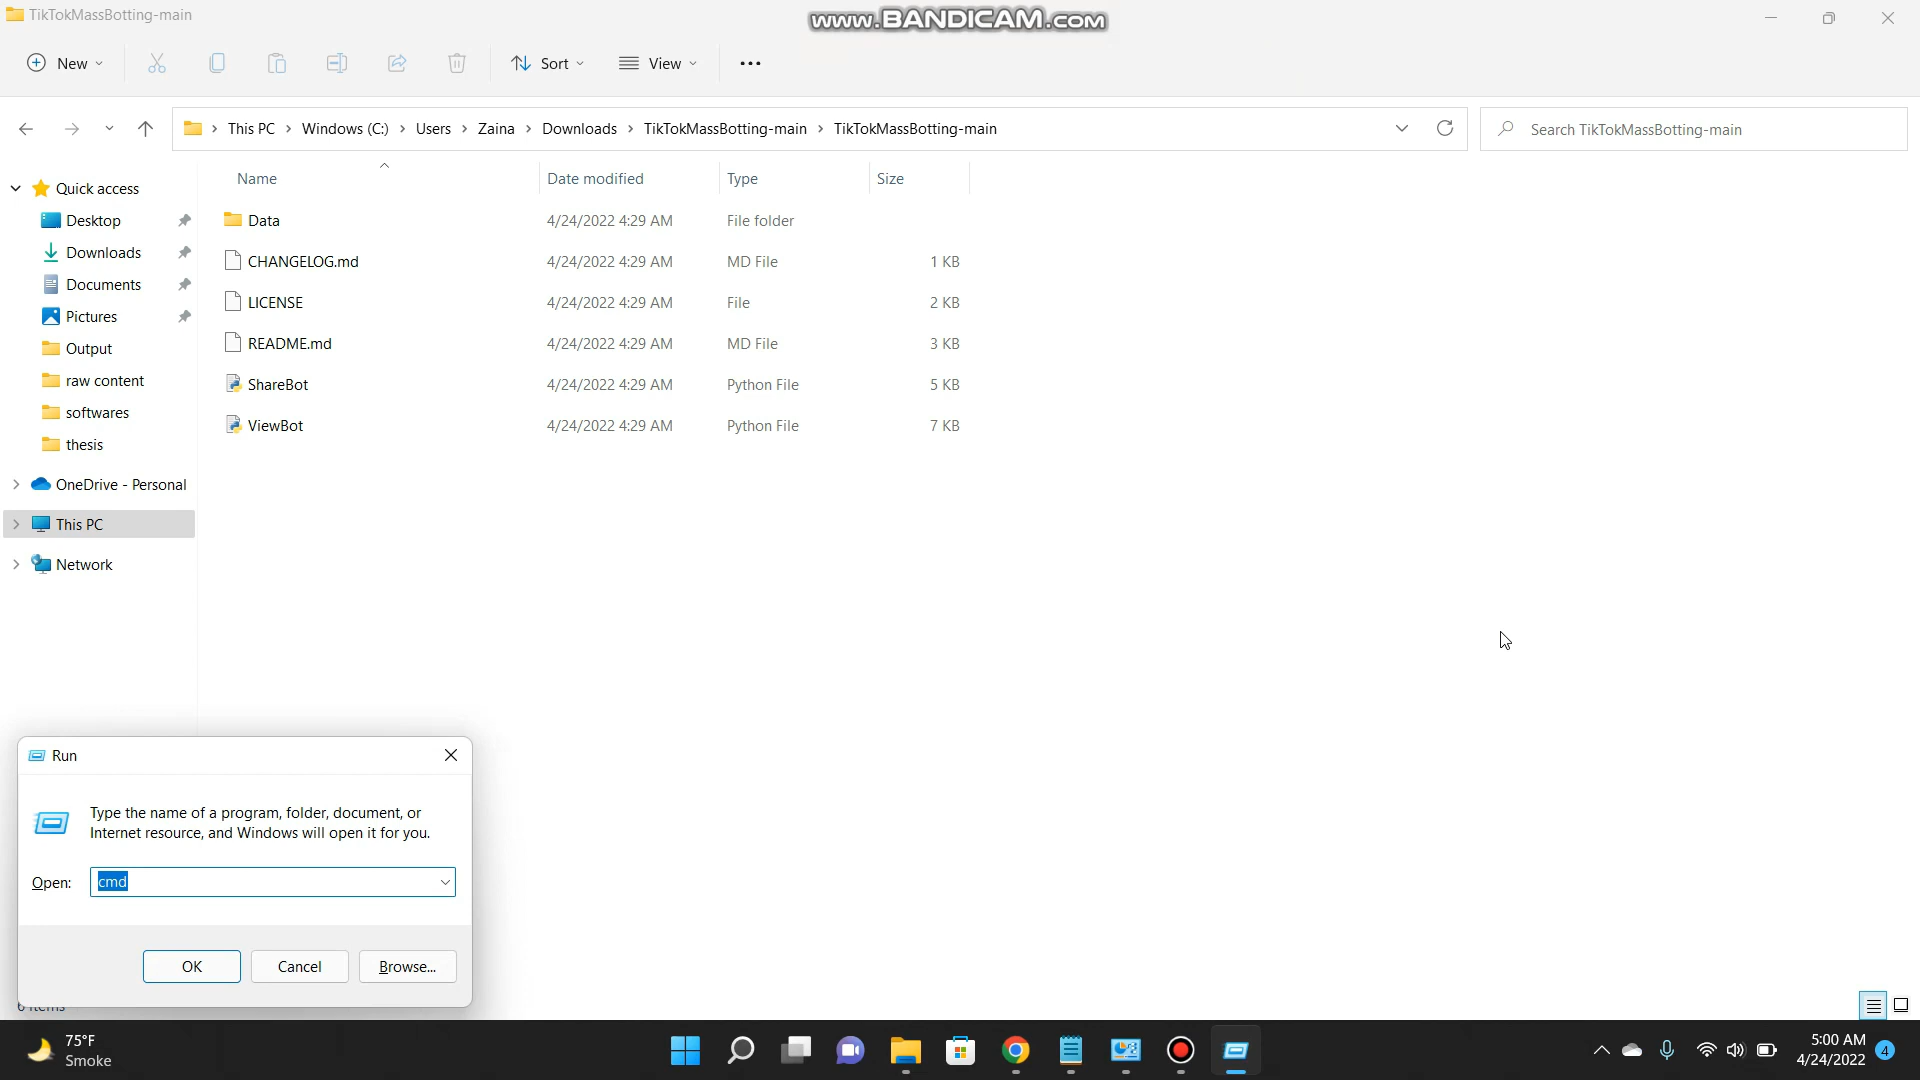 TikTokMassBotting-main
www.BANDICAM.com
New
Sort
View
This PC > Windows (C:) > Users > Zaina > Downloads > TikTokMassBotting-main > TikTokMassBotting-main
Search TikTokMassBotting-main
Name Date modified Type Size
Quick access
Desktop
Downloads
Documents
Pictures
Output
raw content
softwares
thesis
OneDrive - Personal
This PC
Network
Data 4/24/2022 4:29 AM File folder
CHANGELOG.md 4/24/2022 4:29 AM MD File 1 KB
LICENSE 4/24/2022 4:29 AM File 2 KB
README.md 4/24/2022 4:29 AM MD File 3 KB
ShareBot 4/24/2022 4:29 AM Python File 5 KB
ViewBot 4/24/2022 4:29 AM Python File 7 KB
Run
Type the name of a program, folder, document, or
Internet resource, and Windows will open it for you.
Open: cmd
OK Cancel Browse...
6 items
75°F
Smoke
5:00 AM
4/24/2022
4